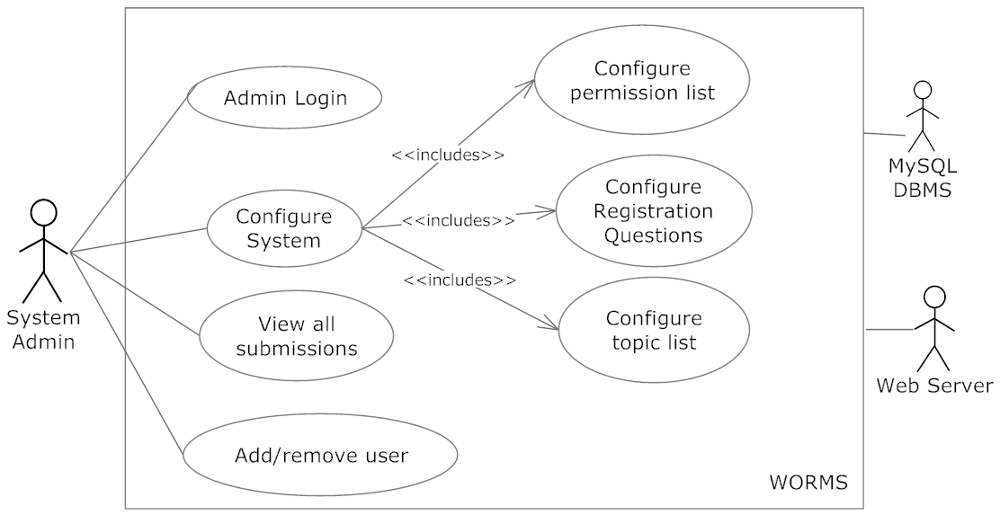 Configure
permission list
Admin Login
<<includes>>
MySQL
DBMS
Configure
Registration
Questions
Configure
System
<<includes>>
<<includes>>
System
Admin
View all
submissions
Configure
topic list
Web Server
Add/remove user
WORMS